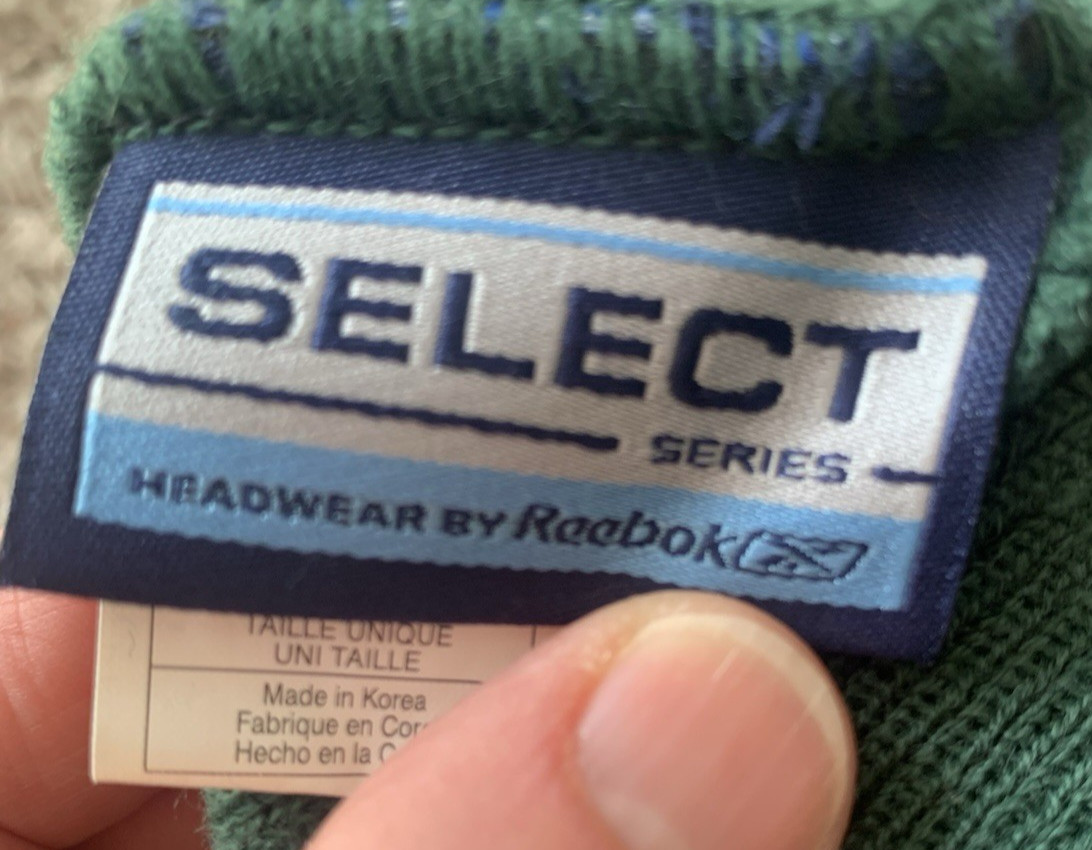 SELECT
SERIES
HEADWEAR BY Reebok
TAILLE UNIQUE
UNI TAILLE
Made in Korea
Fabrique en
Hecho en la